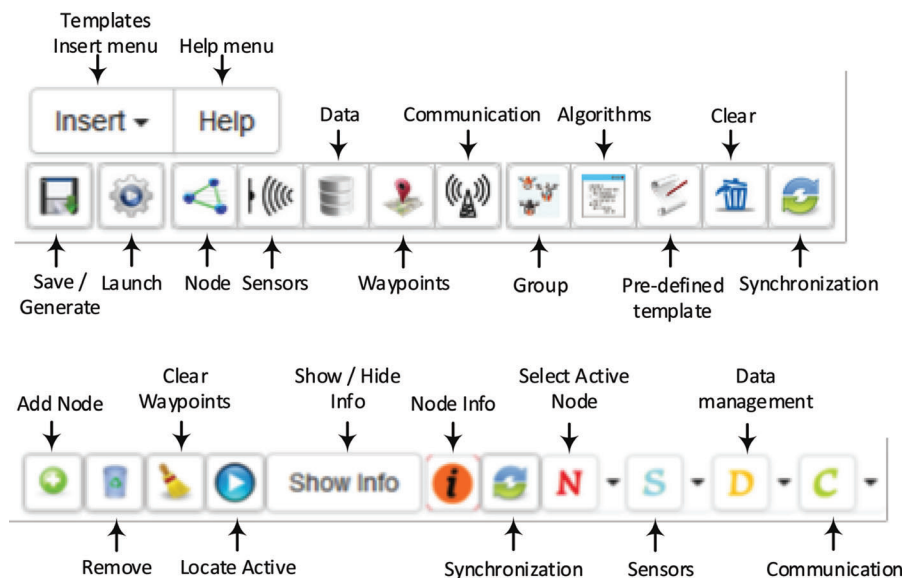 Templates
Insert menu
Help menu
Insert
Help
Data
Communication
Algorithms
Clear
Save /
Generate
Launch
Node
Sensors
Waypoints
Group
Pre-defined
template
Synchronization
Add Node
Clear
Waypoints
Show / Hide
Info
Node Info
Select Active
Node
Data
management
Show Info
i
N
S
D
C
Remove
Locate Active
Synchronization
Sensors
Communication